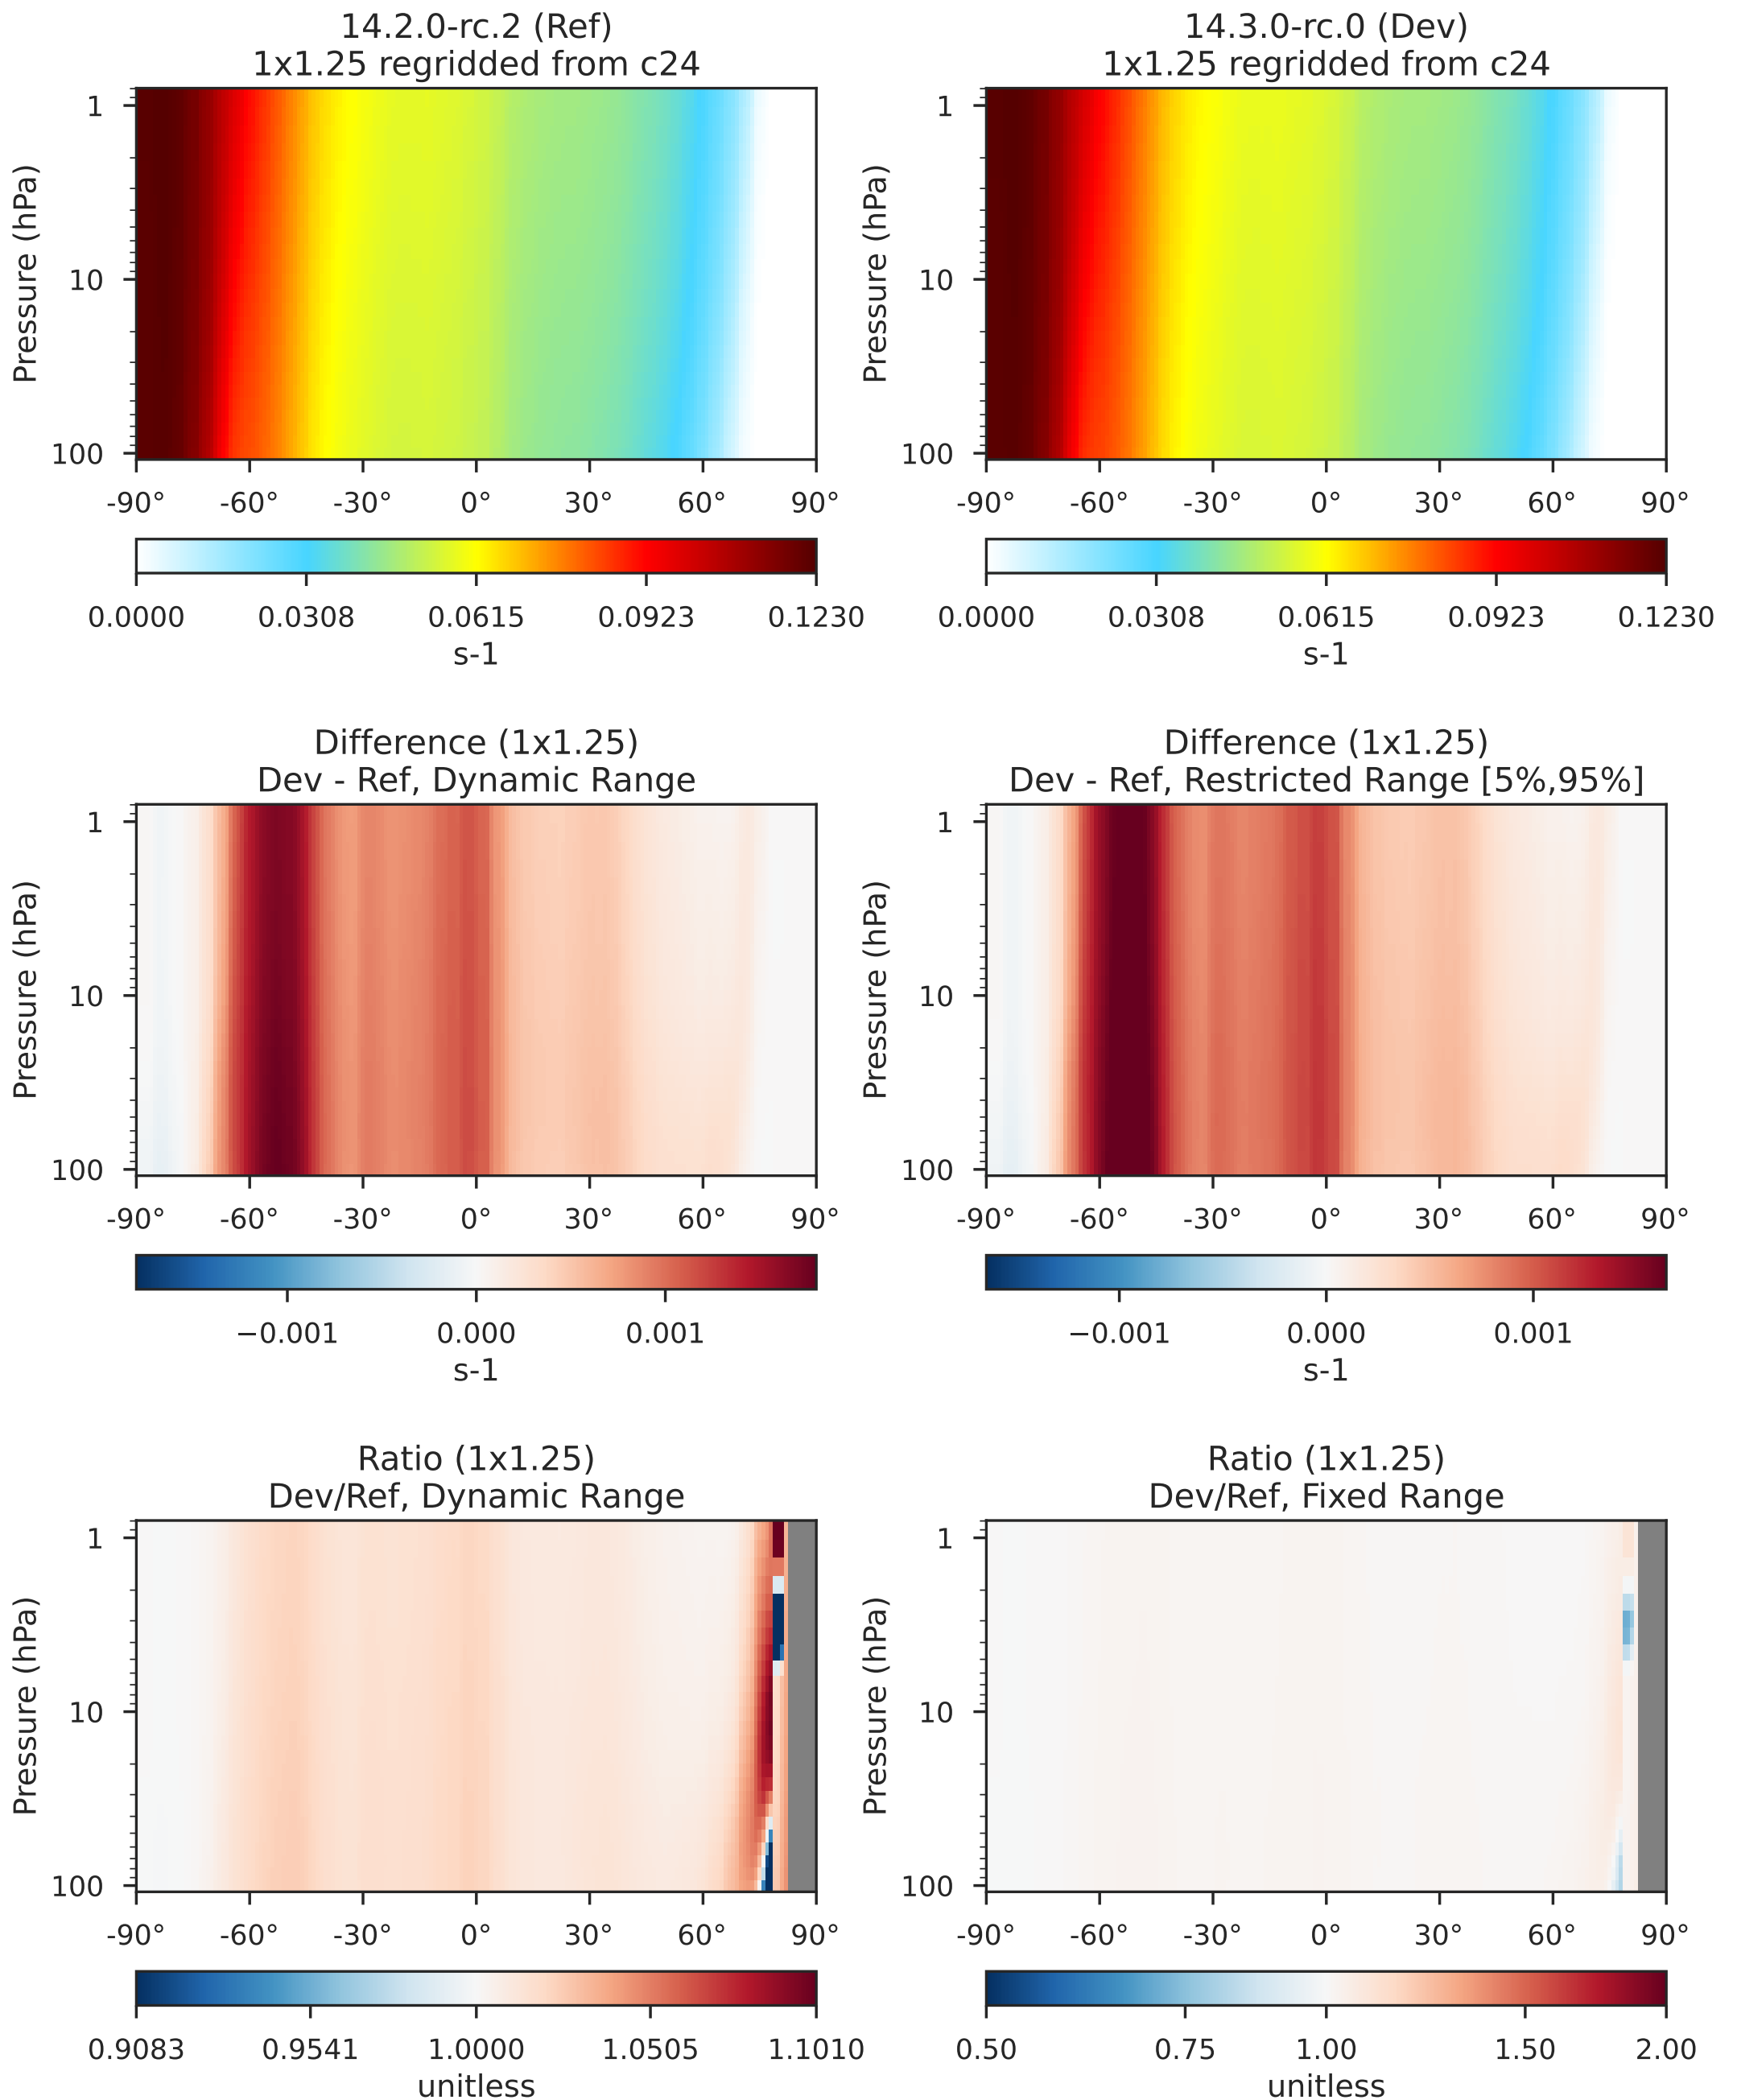 14.2.0-rc.2 (Ref)
1x1.25 regridded from c24
Pressure (hPa)
1
10
100
-90° -60° -30° 0° 30° 60° 90°
0.0000 0.0308 0.0615 0.0923 0.1230
s-1
14.3.0-rc.0 (Dev)
1x1.25 regridded from c24
Pressure (hPa)
1
10
100
-90° -60° -30° 0° 30° 60° 90°
0.0000 0.0308 0.0615 0.0923 0.1230
s-1
Difference (1x1.25)
Dev - Ref, Dynamic Range
Pressure (hPa)
1
10
100
-90° -60° -30° 0° 30° 60° 90°
−0.001 0.000 0.001
s-1
Difference (1x1.25)
Dev - Ref, Restricted Range [5%,95%]
Pressure (hPa)
1
10
100
-90° -60° -30° 0° 30° 60° 90°
−0.001 0.000 0.001
s-1
Ratio (1x1.25)
Dev/Ref, Dynamic Range
Pressure (hPa)
1
10
100
-90° -60° -30° 0° 30° 60° 90°
0.9083 0.9541 1.0000 1.0505 1.1010
unitless
Ratio (1x1.25)
Dev/Ref, Fixed Range
Pressure (hPa)
1
10
100
-90° -60° -30° 0° 30° 60° 90°
0.50 0.75 1.00 1.50 2.00
unitless